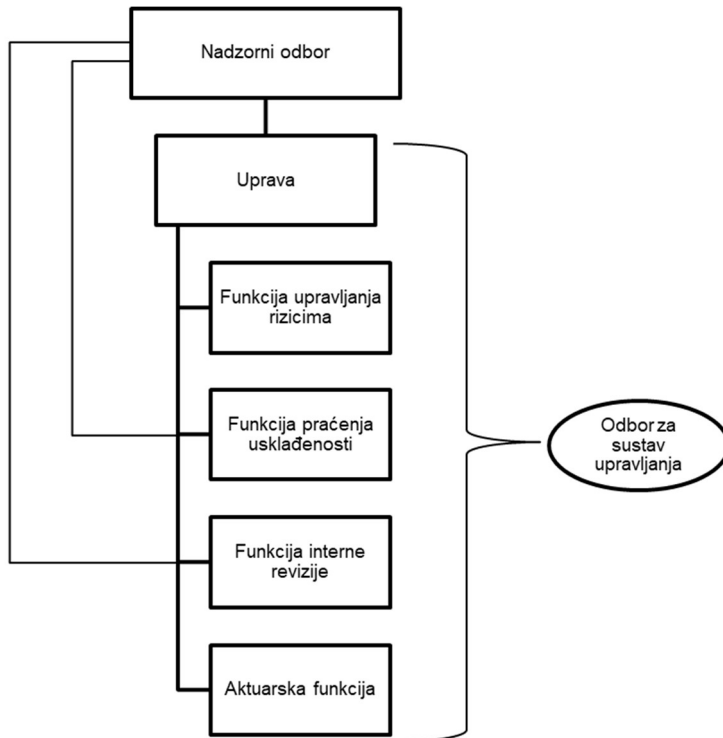 Nadzorni odbor
Uprava
Funkcija upravljanja
rizicima
Funkcija praćenja
usklađenosti
Funkcija interne
revizije
Aktuarska funkcija
Odbor za
sustav
upravljanja